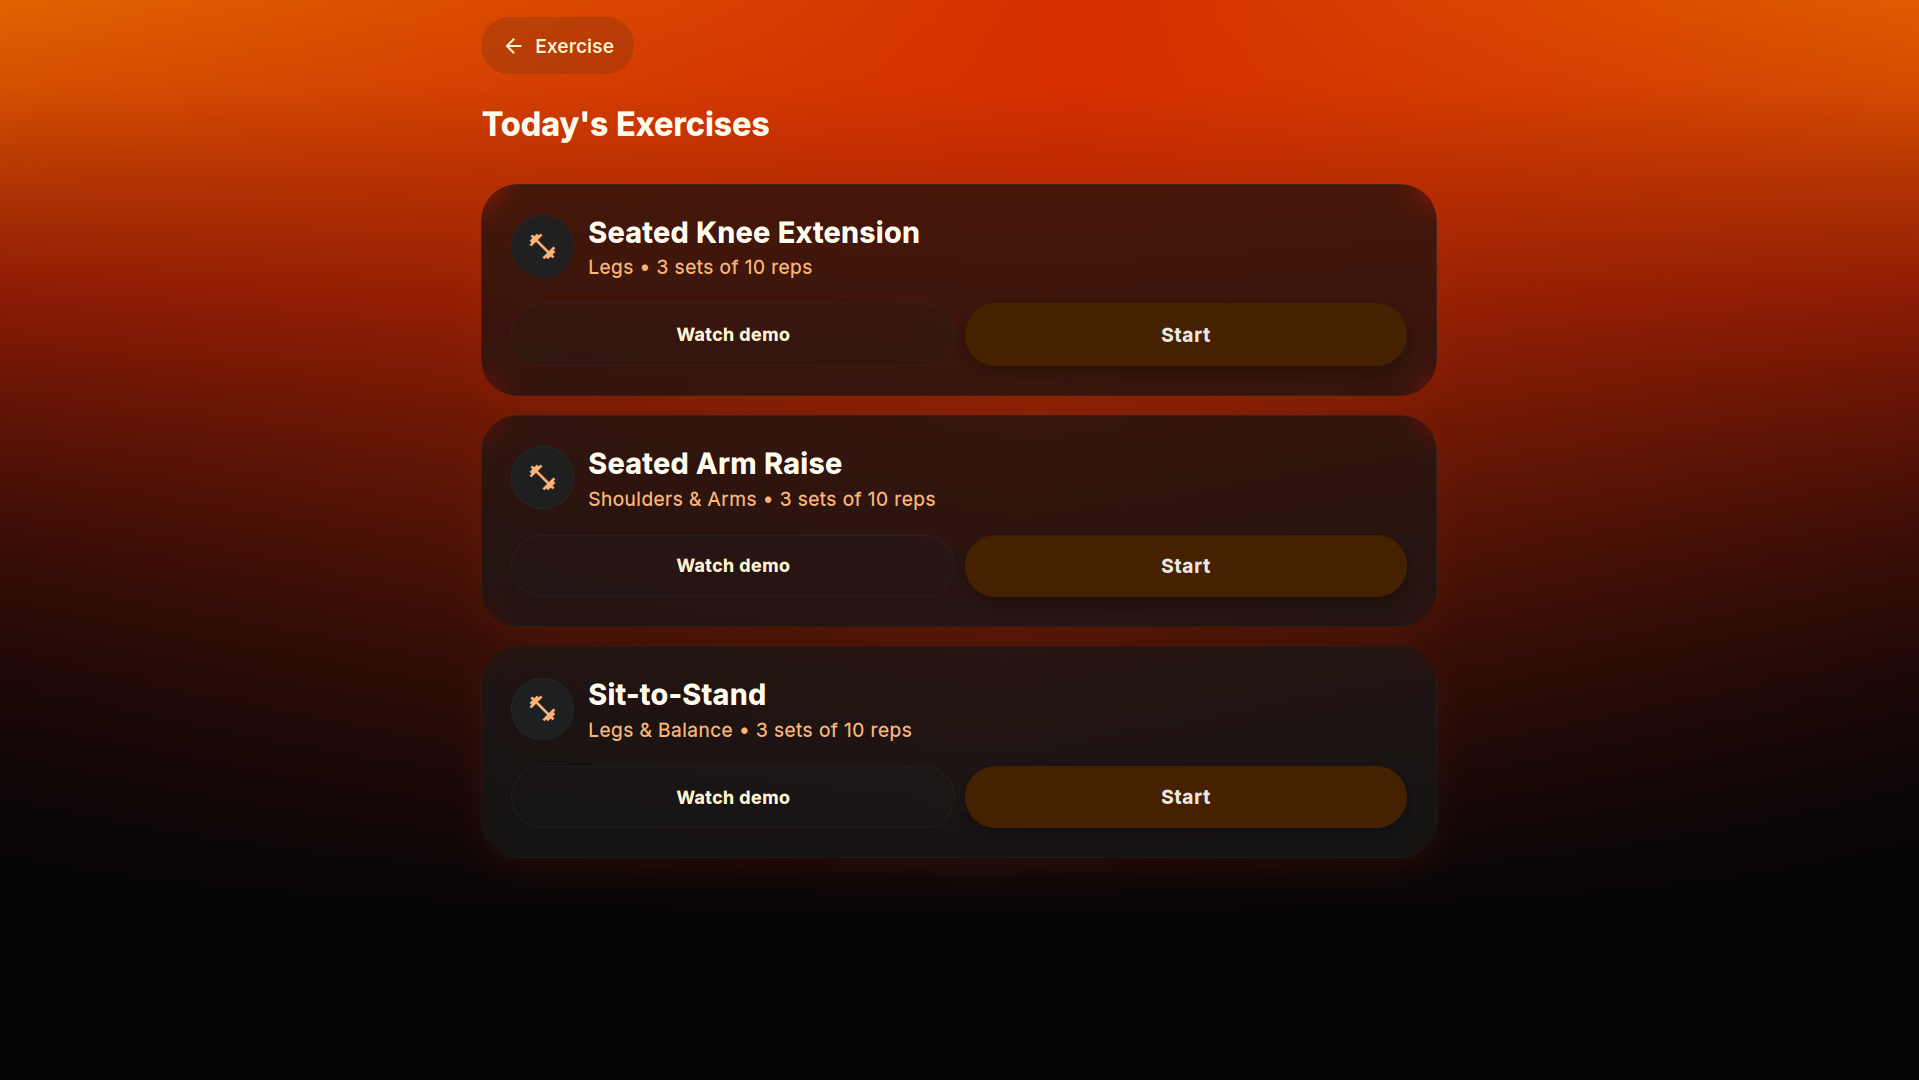 Exercise
Today's Exercises
Seated Knee Extension
Legs • 3 sets of 10 reps
Watch demo
Start
Seated Arm Raise
Shoulders & Arms • 3 sets of 10 reps
Watch demo
Start
Sit-to-Stand
Legs & Balance • 3 sets of 10 reps
Watch demo
Start